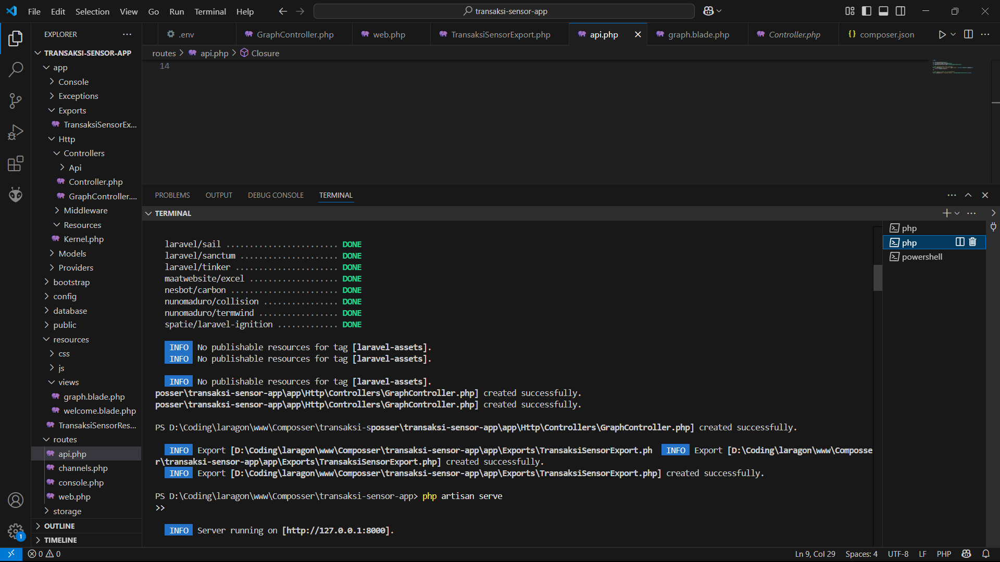 File Edit Selection View Go Run Terminal Help
transaksi-sensor-app
EXPLORER
.env
GraphController.php
web.php
TransaksiSensorExport.php
api.php
graph.blade.php
Controller.php
{} composer.json
TRANSAKSI-SENSOR-APP
app
Console
Exceptions
Exports
TransaksiSensorEx...
Http
Controllers
Api
Controller.php
GraphController....
Middleware
Resources
Kernel.php
Models
Providers
bootstrap
config
database
public
resources
css
js
views
graph.blade.php
welcome.blade.php
TransaksiSensorRes...
routes
api.php
channels.php
console.php
web.php
storage
OUTLINE
TIMELINE
routes > api.php > Closure
14
PROBLEMS OUTPUT DEBUG CONSOLE TERMINAL
TERMINAL
laravel/sail ........................ DONE
laravel/sanctum ..................... DONE
laravel/tinker ...................... DONE
maatwebsite/excel ................... DONE
nesbot/carbon ....................... DONE
nunomaduro/collision ................ DONE
nunomaduro/termwind ................. DONE
spatie/laravel-ignition ............. DONE
INFO No publishable resources for tag [laravel-assets].
INFO No publishable resources for tag [laravel-assets].
INFO No publishable resources for tag [laravel-assets].
posser\transaksi-sensor-app\app\Http\Controllers\GraphController.php] created successfully.
posser\transaksi-sensor-app\app\Http\Controllers\GraphController.php] created successfully.
PS D:\Coding\laragon\www\Composser\transaksi-sposser\transaksi-sensor-app\app\Http\Controllers\GraphController.php] created successfully.
INFO Export [D:\Coding\laragon\www\Composser\transaksi-sensor-app\app\Exports\TransaksiSensorExport.ph INFO Export [D:\Coding\laragon\www\Composse
r\transaksi-sensor-app\app\Exports\TransaksiSensorExport.php] created successfully.
INFO Export [D:\Coding\laragon\www\Composser\transaksi-sensor-app\app\Exports\TransaksiSensorExport.php] created successfully.
PS D:\Coding\laragon\www\Composser\transaksi-sensor-app> php artisan serve
>>
INFO Server running on [http://127.0.0.1:8000].
php
php
powershell
1
0 0
Ln 9, Col 29 Spaces: 4 UTF-8 LF PHP